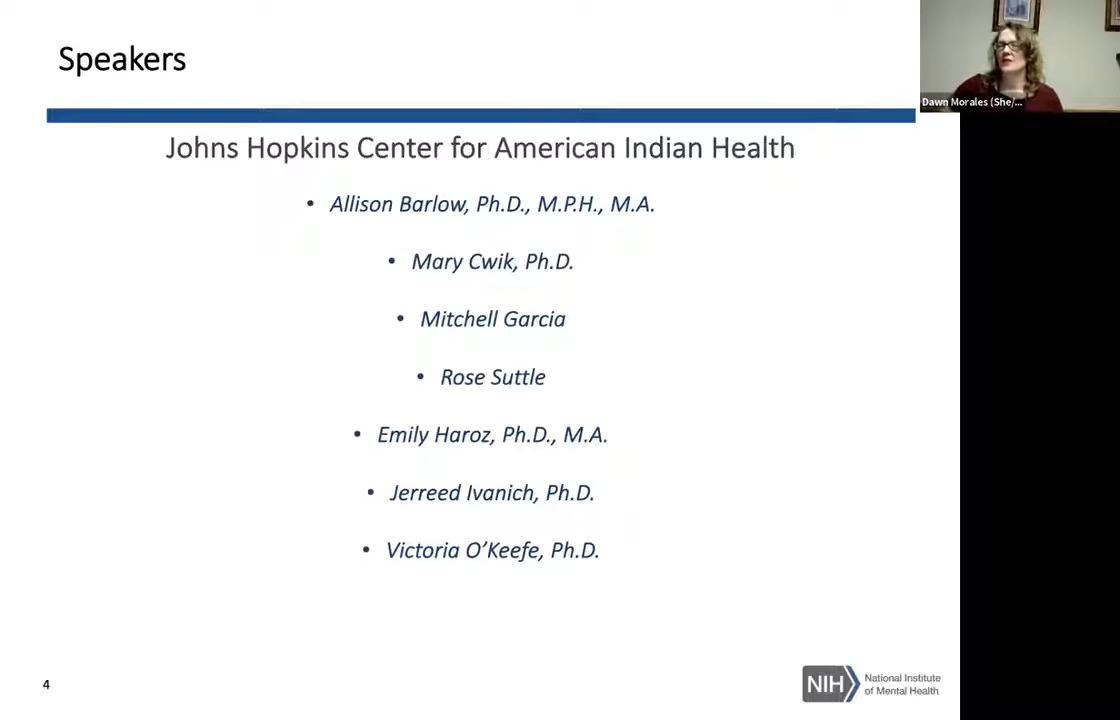 Speakers
Dawn Morales (She/...
Johns Hopkins Center for American Indian Health
• Allison Barlow, Ph.D., M.P.H., M.A.
• Mary Cwik, Ph.D.
• Mitchell Garcia
• Rose Suttle
• Emily Haroz, Ph.D., M.A.
• Jerreed Ivanich, Ph.D.
• Victoria O’Keefe, Ph.D.
4
NIH
National Institute
of Mental Health